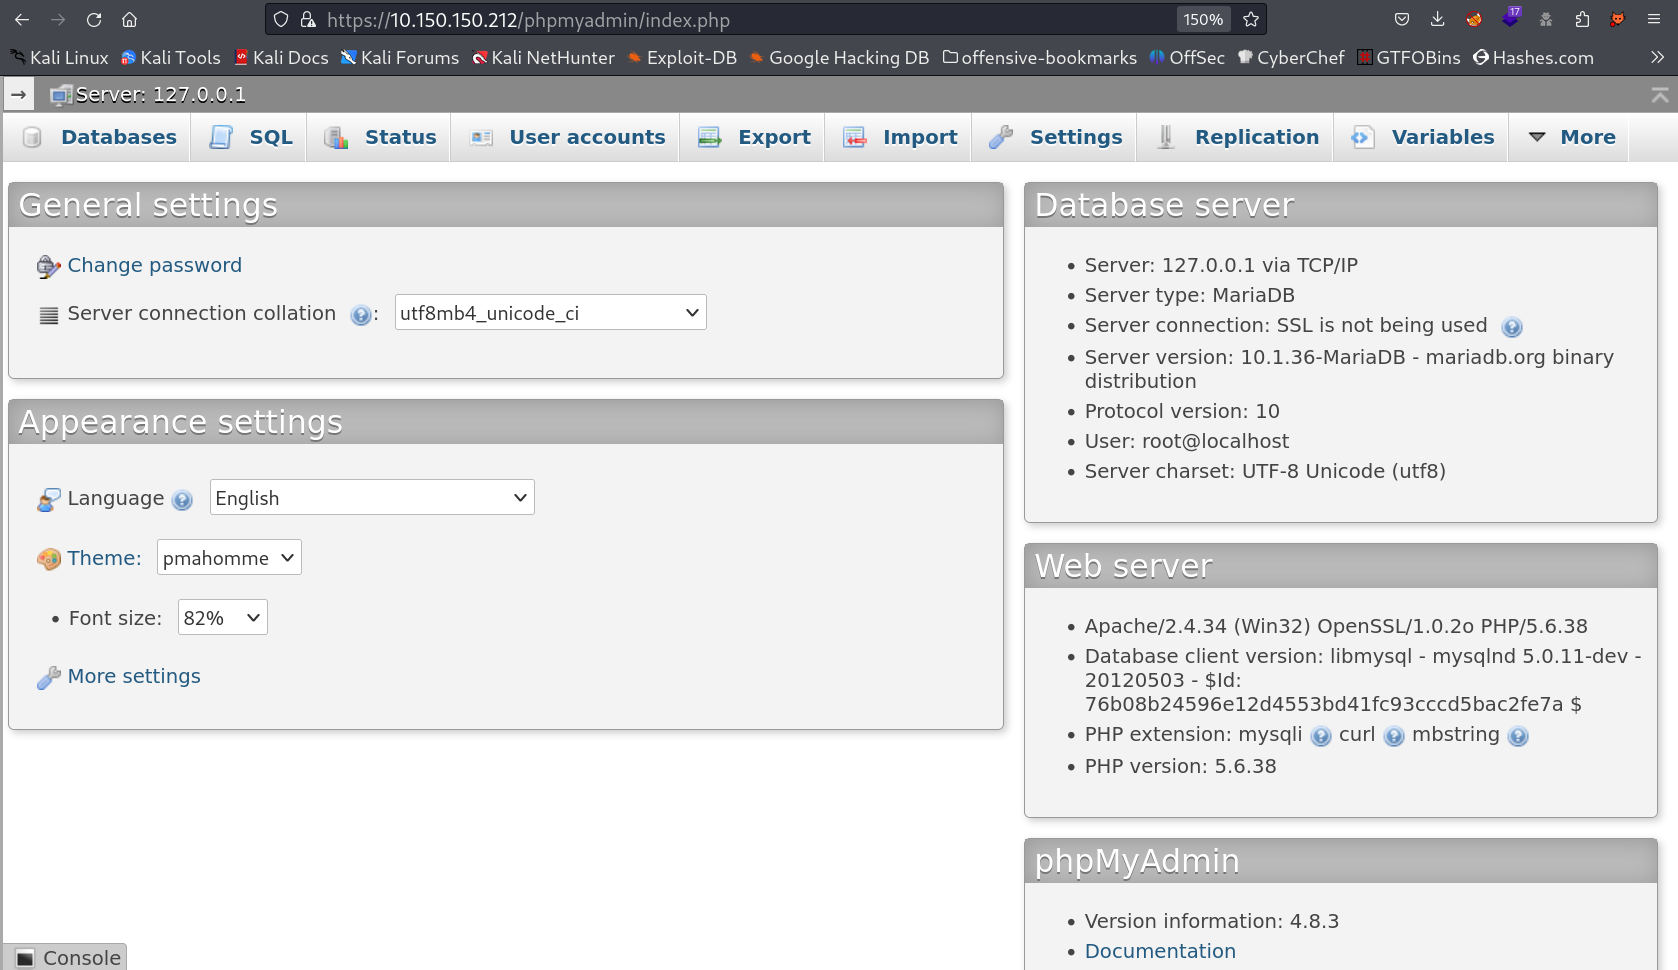 https://10.150.150.212/phpmyadmin/index.php 150% 17
Kali Linux Kali Tools Kali Docs Kali Forums Kali NetHunter Exploit-DB Google Hacking DB offensive-bookmarks OffSec CyberChef GTFOBins Hashes.com
Server: 127.0.0.1
Databases SQL Status User accounts Export Import Settings Replication Variables More
General settings
Change password
Server connection collation : utf8mb4_unicode_ci
Appearance settings
Language English
Theme: pmahomme
Font size: 82%
More settings
Database server
Server: 127.0.0.1 via TCP/IP
Server type: MariaDB
Server connection: SSL is not being used
Server version: 10.1.36-MariaDB - mariadb.org binary
distribution
Protocol version: 10
User: root@localhost
Server charset: UTF-8 Unicode (utf8)
Web server
Apache/2.4.34 (Win32) OpenSSL/1.0.2o PHP/5.6.38
Database client version: libmysql - mysqlnd 5.0.11-dev -
20120503 - $Id:
76b08b24596e12d4553bd41fc93cccd5bac2fe7a $
PHP extension: mysqli curl mbstring
PHP version: 5.6.38
phpMyAdmin
Version information: 4.8.3
Documentation
Console